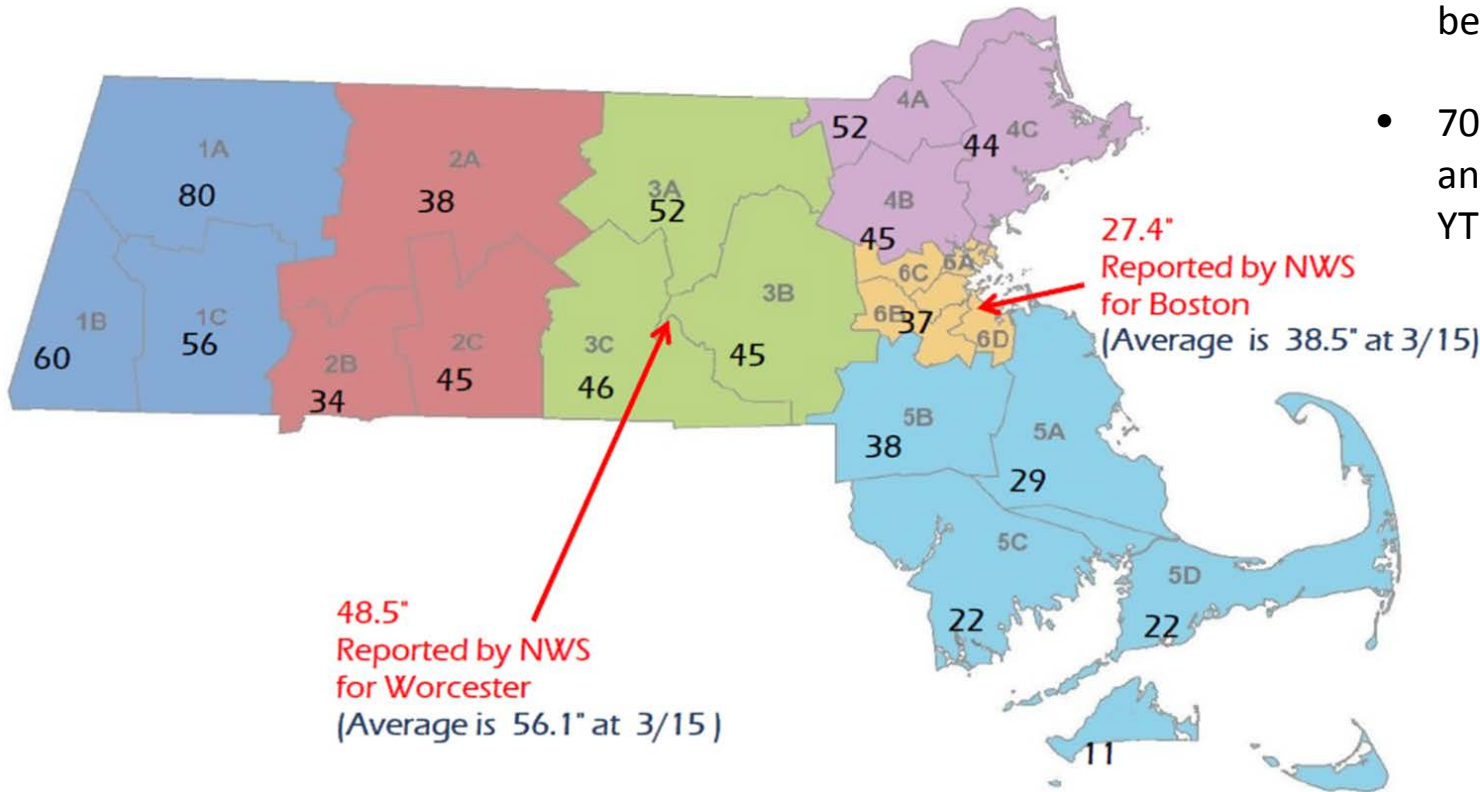 be
• 70
an
YT
1A
80
1B
60
1C
56
2A
38
2B
34
2C
45
3A
52
3B
45
3C
46
4A
52
4C
44
4B
45
6C
6A
6B
37
6D
27.4"
Reported by NWS
for Boston
(Average is 38.5" at 3/15)
5B
38
5A
29
5C
22
5D
22
11
48.5"
Reported by NWS
for Worcester
(Average is 56.1" at 3/15 )